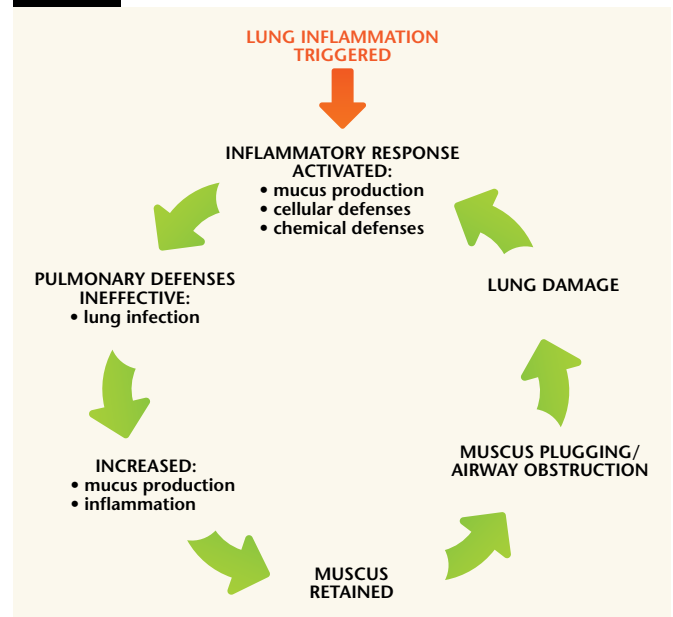 LUNG INFLAMMATION
TRIGGERED
INFLAMMATORY RESPONSE
ACTIVATED:
• mucus production
• cellular defenses
• chemical defenses
PULMONARY DEFENSES
INEFFECTIVE:
• lung infection
INCREASED:
• mucus production
• inflammation
MUSCUS
RETAINED
MUSCUS PLUGGING/
AIRWAY OBSTRUCTION
LUNG DAMAGE